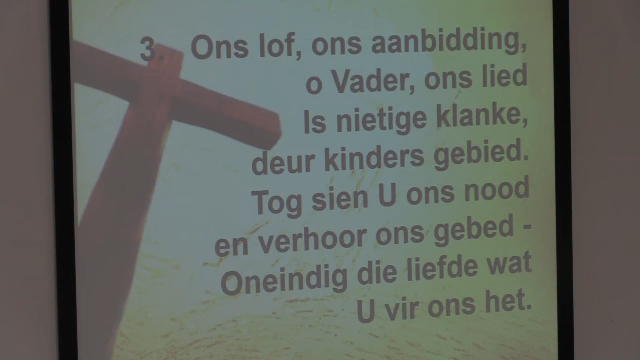 3 Ons lof, ons aanbidding,
o Vader, ons lied
Is nietige klanke,
deur kinders gebied.
Tog sien U ons nood
en verhoor ons gebed -
Oneindig die liefde wat
U vir ons het.